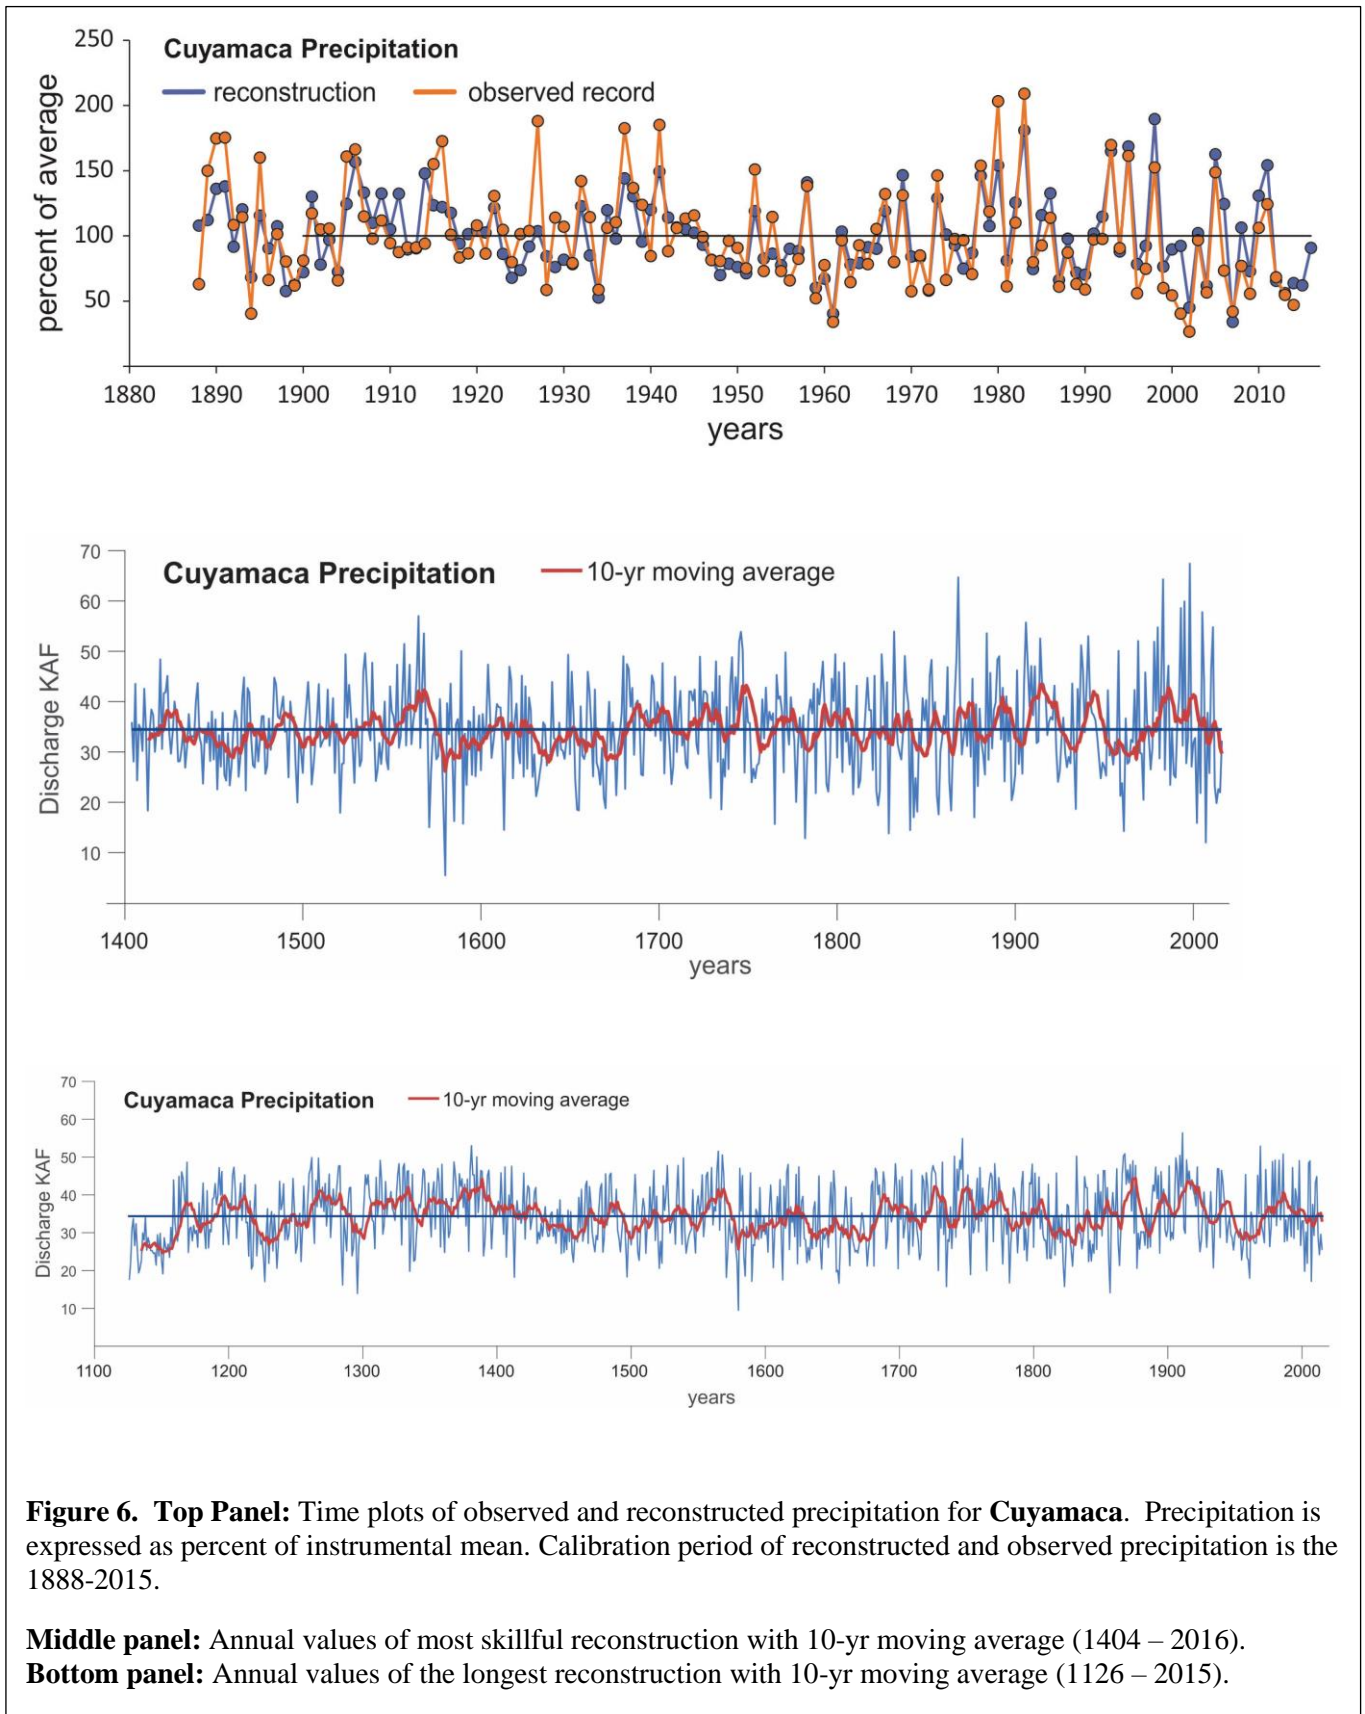 250
200
150
100
50
percent of average
Cuyamaca Precipitation
reconstruction
observed record
1880 1890 1900 1910 1920 1930 1940 1950 1960 1970 1980 1990 2000 2010
years
70
60
50
40
30
20
10
Discharge KAF
Cuyamaca Precipitation
10-yr moving average
1400 1500 1600 1700 1800 1900 2000
years
70
60
50
40
30
20
10
Discharge KAF
Cuyamaca Precipitation
10-yr moving average
1100 1200 1300 1400 1500 1600 1700 1800 1900 2000
years
Figure 6. Top Panel: Time plots of observed and reconstructed precipitation for Cuyamaca. Precipitation is
expressed as percent of instrumental mean. Calibration period of reconstructed and observed precipitation is the
1888-2015.
Middle panel: Annual values of most skillful reconstruction with 10-yr moving average (1404 – 2016).
Bottom panel: Annual values of the longest reconstruction with 10-yr moving average (1126 – 2015).